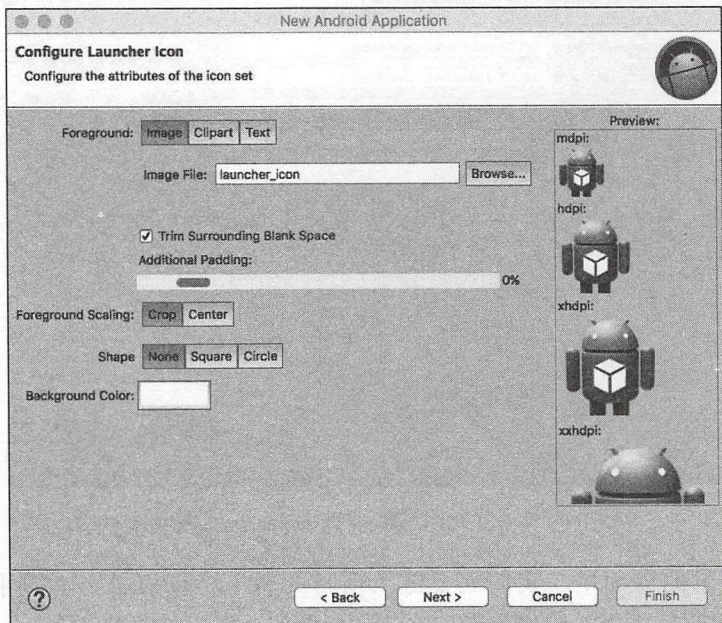 New Android Application
Configure Launcher Icon
Configure the attributes of the icon set
Foreground: Image Clipart Text
Image File: launcher_icon Browse...
Trim Surrounding Blank Space
Additional Padding:
0%
Foreground Scaling: Crop Center
Shape None Square Circle
Background Color:
Preview:
mdpi:
hdpi:
xhdpi:
xxhdpi:
? < Back Next > Cancel Finish